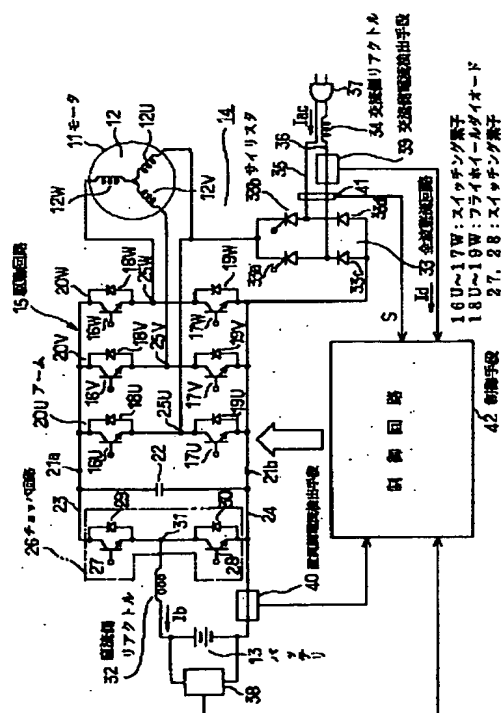 11 モータ
12
12U
12W
12V
14
15 駆動回路
20W
18W
16W
25W
19W
17W
20V
18V
16V
25V
19V
17V
20U アーム
18U
16U
25U
19U
17U
21a
21b
22
23
24
26 チョッパ回路
27
29
28
30
31
32 直流側
リアクトル
Ib
13
バッテリ
38
40 直流側電流検出手段
33b サイリスタ
33a
33c
33d
33 全波整流回路
Iac
34 交流側リアクトル
35
36
37
39 交流側電流検出手段
41
S
Id
制御回路
42 制御手段
16U~17W:スイッチング素子
18U~19W:フライホイールダイオード
27,28:スイッチング素子